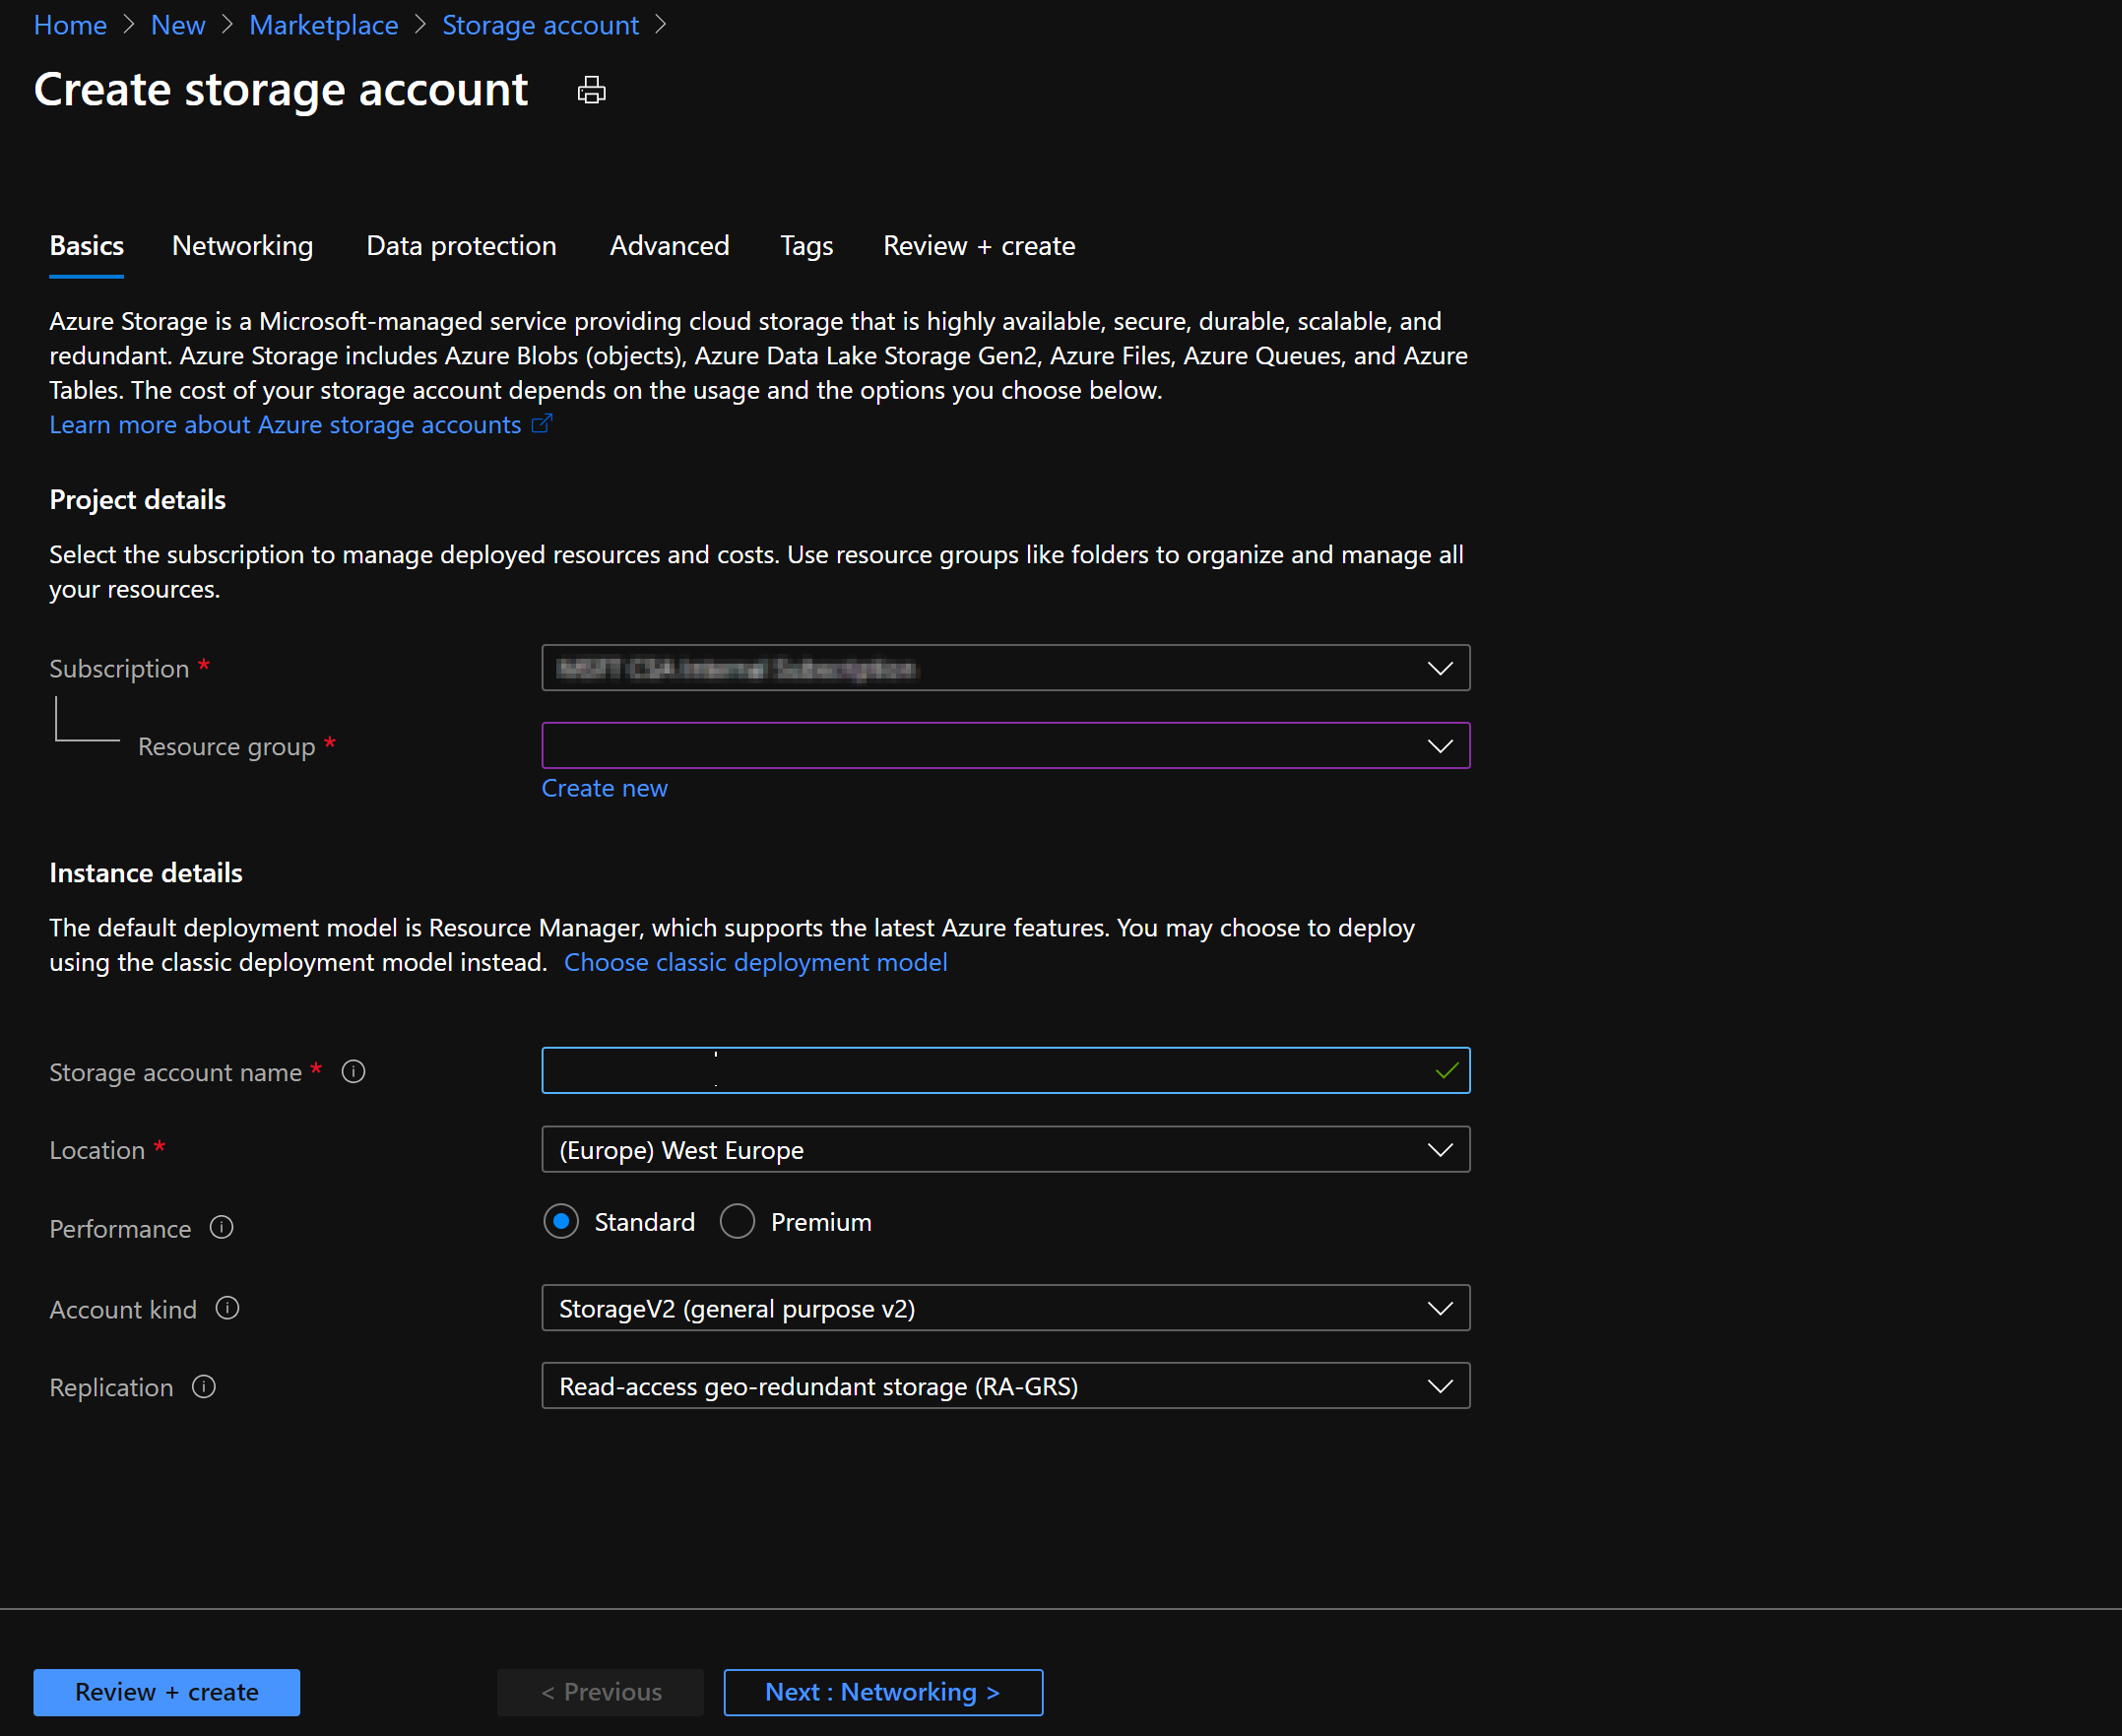 Home > New > Marketplace > Storage account >
Create storage account
Basics Networking Data protection Advanced Tags Review + create
Azure Storage is a Microsoft-managed service providing cloud storage that is highly available, secure, durable, scalable, and
redundant. Azure Storage includes Azure Blobs (objects), Azure Data Lake Storage Gen2, Azure Files, Azure Queues, and Azure
Tables. The cost of your storage account depends on the usage and the options you choose below.
Learn more about Azure storage accounts
Project details
Select the subscription to manage deployed resources and costs. Use resource groups like folders to organize and manage all
your resources.
Subscription *
Resource group *
Create new
Instance details
The default deployment model is Resource Manager, which supports the latest Azure features. You may choose to deploy
using the classic deployment model instead. Choose classic deployment model
Storage account name *
Location * (Europe) West Europe
Performance Standard Premium
Account kind StorageV2 (general purpose v2)
Replication Read-access geo-redundant storage (RA-GRS)
Review + create < Previous Next : Networking >